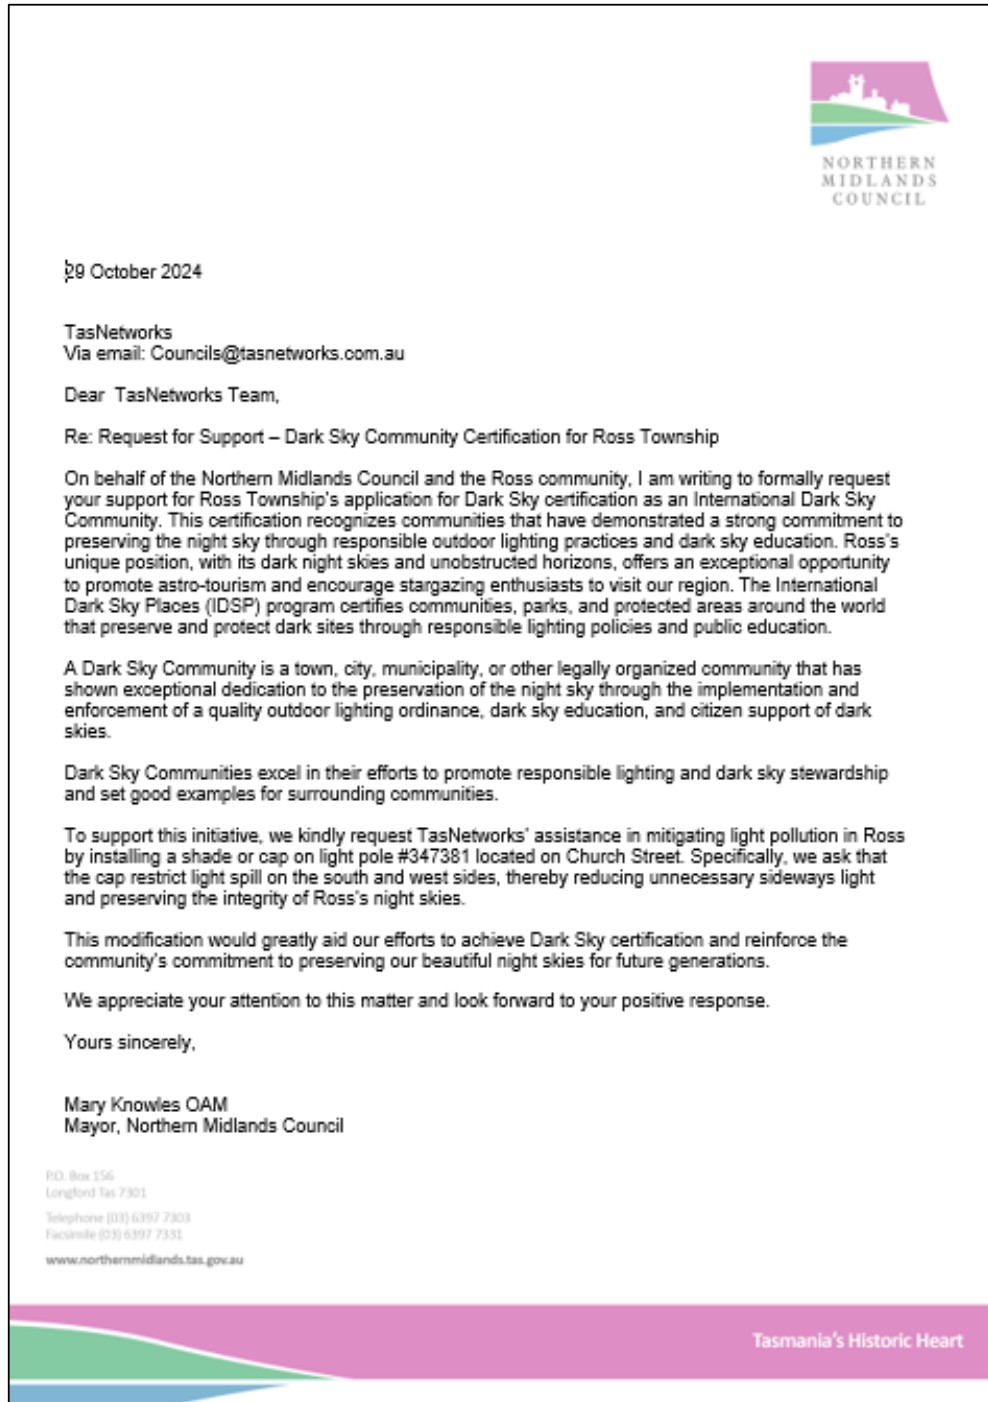 NORTHERN
MIDLANDS
COUNCIL
29 October 2024
TasNetworks
Via email: Councils@tasnetworks.com.au
Dear  TasNetworks Team,
Re: Request for Support – Dark Sky Community Certification for Ross Township
On behalf of the Northern Midlands Council and the Ross community, I am writing to formally request
your support for Ross Township's application for Dark Sky certification as an International Dark Sky
Community. This certification recognizes communities that have demonstrated a strong commitment to
preserving the night sky through responsible outdoor lighting practices and dark sky education. Ross's
unique position, with its dark night skies and unobstructed horizons, offers an exceptional opportunity
to promote astro-tourism and encourage stargazing enthusiasts to visit our region. The International
Dark Sky Places (IDSP) program certifies communities, parks, and protected areas around the world
that preserve and protect dark sites through responsible lighting policies and public education.
A Dark Sky Community is a town, city, municipality, or other legally organized community that has
shown exceptional dedication to the preservation of the night sky through the implementation and
enforcement of a quality outdoor lighting ordinance, dark sky education, and citizen support of dark
skies.
Dark Sky Communities excel in their efforts to promote responsible lighting and dark sky stewardship
and set good examples for surrounding communities.
To support this initiative, we kindly request TasNetworks' assistance in mitigating light pollution in Ross
by installing a shade or cap on light pole #347381 located on Church Street. Specifically, we ask that
the cap restrict light spill on the south and west sides, thereby reducing unnecessary sideways light
and preserving the integrity of Ross's night skies.
This modification would greatly aid our efforts to achieve Dark Sky certification and reinforce the
community's commitment to preserving our beautiful night skies for future generations.
We appreciate your attention to this matter and look forward to your positive response.
Yours sincerely,
Mary Knowles OAM
Mayor, Northern Midlands Council
P.O. Box 156
Longford Tas 7301
Telephone (03) 6397 7303
Facsimile (03) 6397 7331
www.northernmidlands.tas.gov.au
Tasmania's Historic Heart